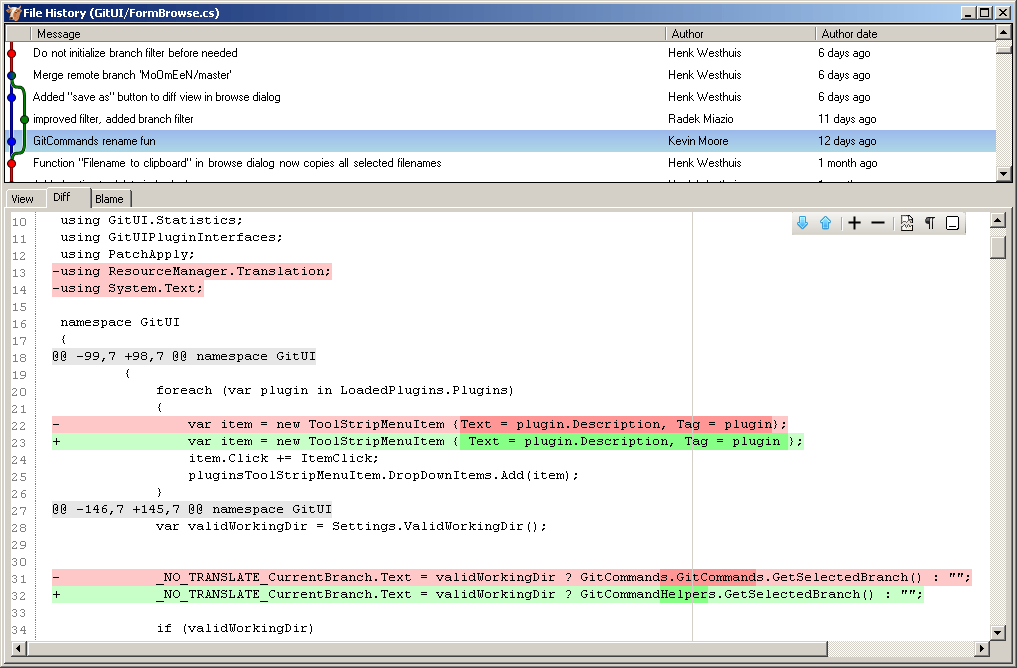 File History (GitUI/FormBrowse.cs)
Message Author Author date
Do not initialize branch filter before needed Henk Westhuis 6 days ago
Merge remote branch 'MoOmEeN/master' Henk Westhuis 6 days ago
Added "save as" button to diff view in browse dialog Henk Westhuis 6 days ago
improved filter, added branch filter Radek Miazio 11 days ago
GitCommands rename fun Kevin Moore 12 days ago
Function "Filename to clipboard" in browse dialog now copies all selected filenames Henk Westhuis 1 month ago
View Diff Blame
10 using GitUI.Statistics;
11 using GitUIPluginInterfaces;
12 using PatchApply;
13 -using ResourceManager.Translation;
14 -using System.Text;
15
16 namespace GitUI
17 {
18 @@ -99,7 +98,7 @@ namespace GitUI
19 {
20 foreach (var plugin in LoadedPlugins.Plugins)
21 {
22 - var item = new ToolStripMenuItem {Text = plugin.Description, Tag = plugin};
23 + var item = new ToolStripMenuItem { Text = plugin.Description, Tag = plugin };
24 item.Click += ItemClick;
25 pluginsToolStripMenuItem.DropDownItems.Add(item);
26 }
27 @@ -146,7 +145,7 @@ namespace GitUI
28 var validWorkingDir = Settings.ValidWorkingDir();
29
30
31 - _NO_TRANSLATE_CurrentBranch.Text = validWorkingDir ? GitCommands.GitCommands.GetSelectedBranch() : "";
32 + _NO_TRANSLATE_CurrentBranch.Text = validWorkingDir ? GitCommandHelpers.GetSelectedBranch() : "";
33
34 if (validWorkingDir)